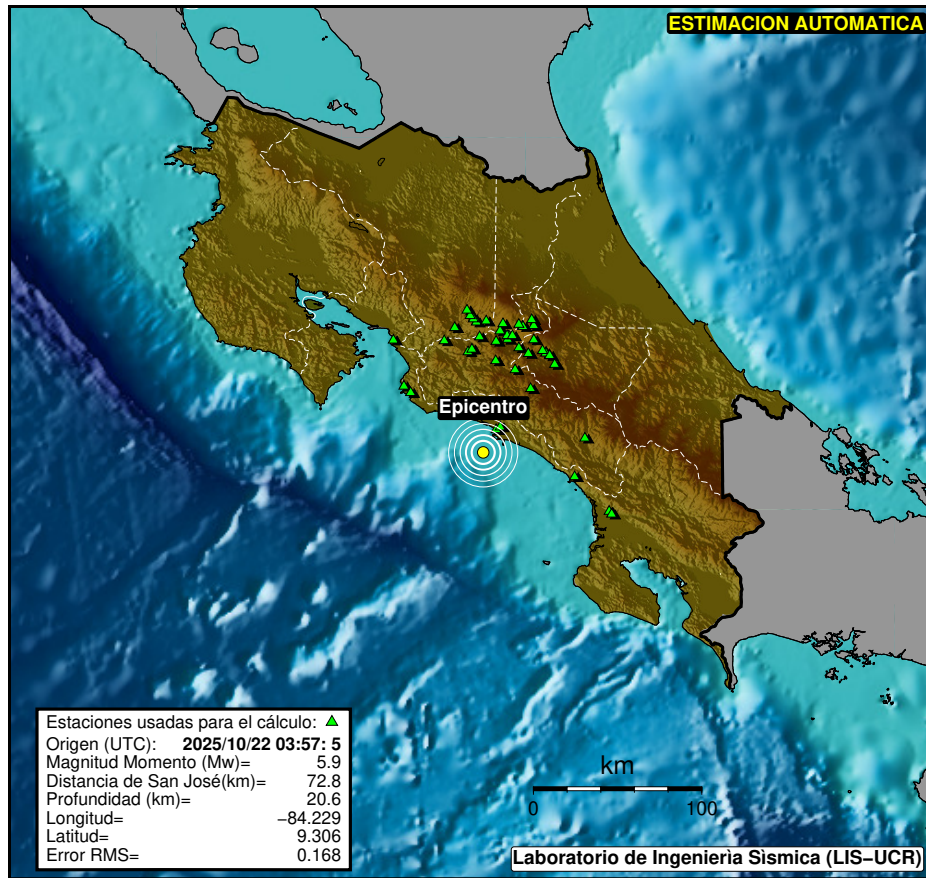 ESTIMACION AUTOMATICA
Epicentro
Estaciones usadas para el cálculo:
Origen (UTC): 2025/10/22 03:57: 5
Magnitud Momento (Mw)= 5.9
Distancia de San José(km)= 72.8
Profundidad (km)= 20.6
Longitud= −84.229
Latitud= 9.306
Error RMS= 0.168
km
0 100
Laboratorio de Ingenierìa Sìsmica (LIS−UCR)